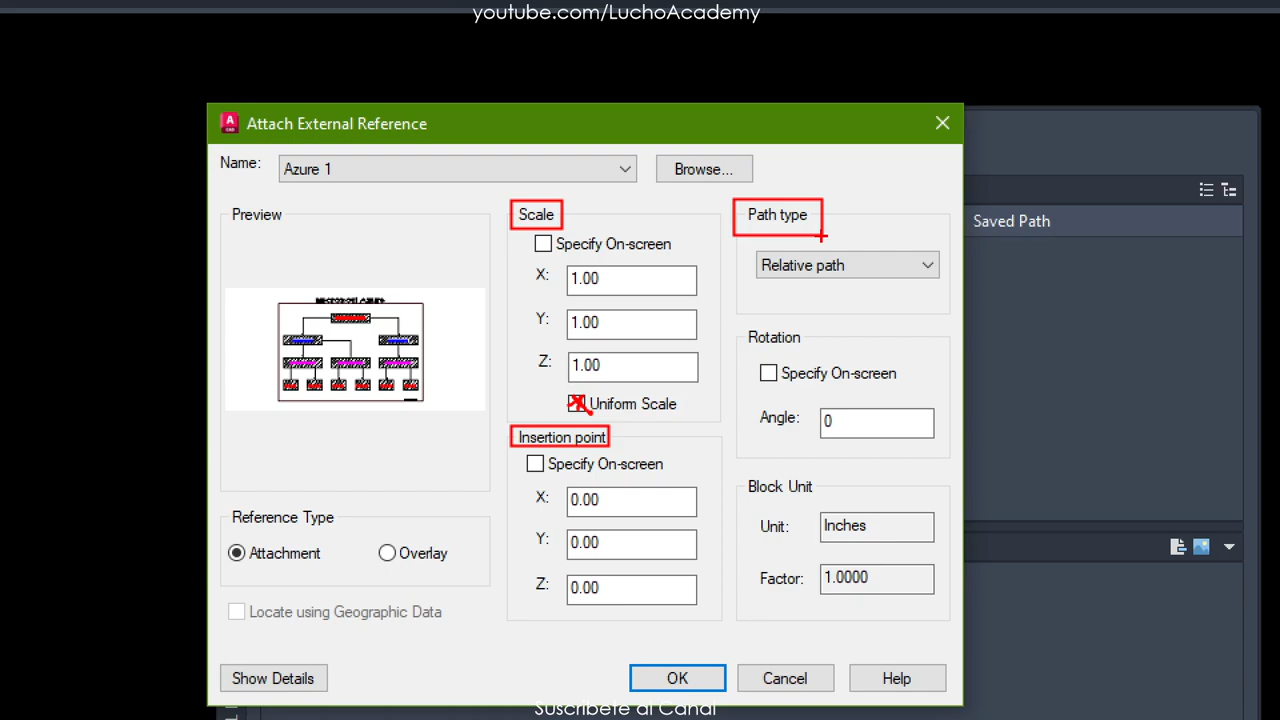 youtube.com/LuchoAcademy
Attach External Reference
Name:
Azure 1
Browse...
Preview
Scale
Specify On-screen
X:
1.00
Y:
1.00
Z:
1.00
Uniform Scale
Path type
Relative path
Saved Path
Rotation
Specify On-screen
Angle:
0
Insertion point
Specify On-screen
X:
0.00
Y:
0.00
Z:
0.00
Block Unit
Unit:
Inches
Factor:
1.0000
Reference Type
Attachment
Overlay
Locate using Geographic Data
Show Details
OK
Cancel
Help
Suscribete al Canal